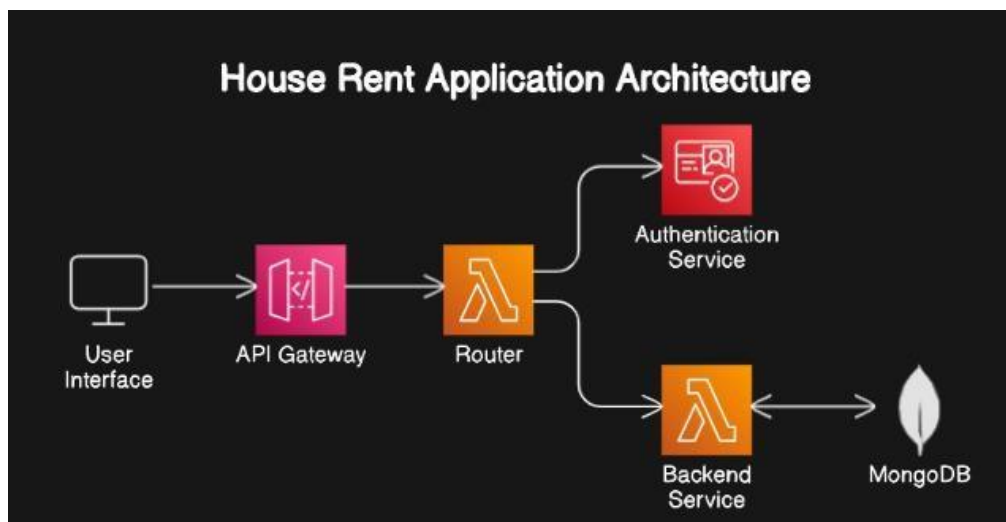 House Rent Application Architecture
Authentication
Service
User
Interface
API Gateway
Router
Backend
Service
MongoDB